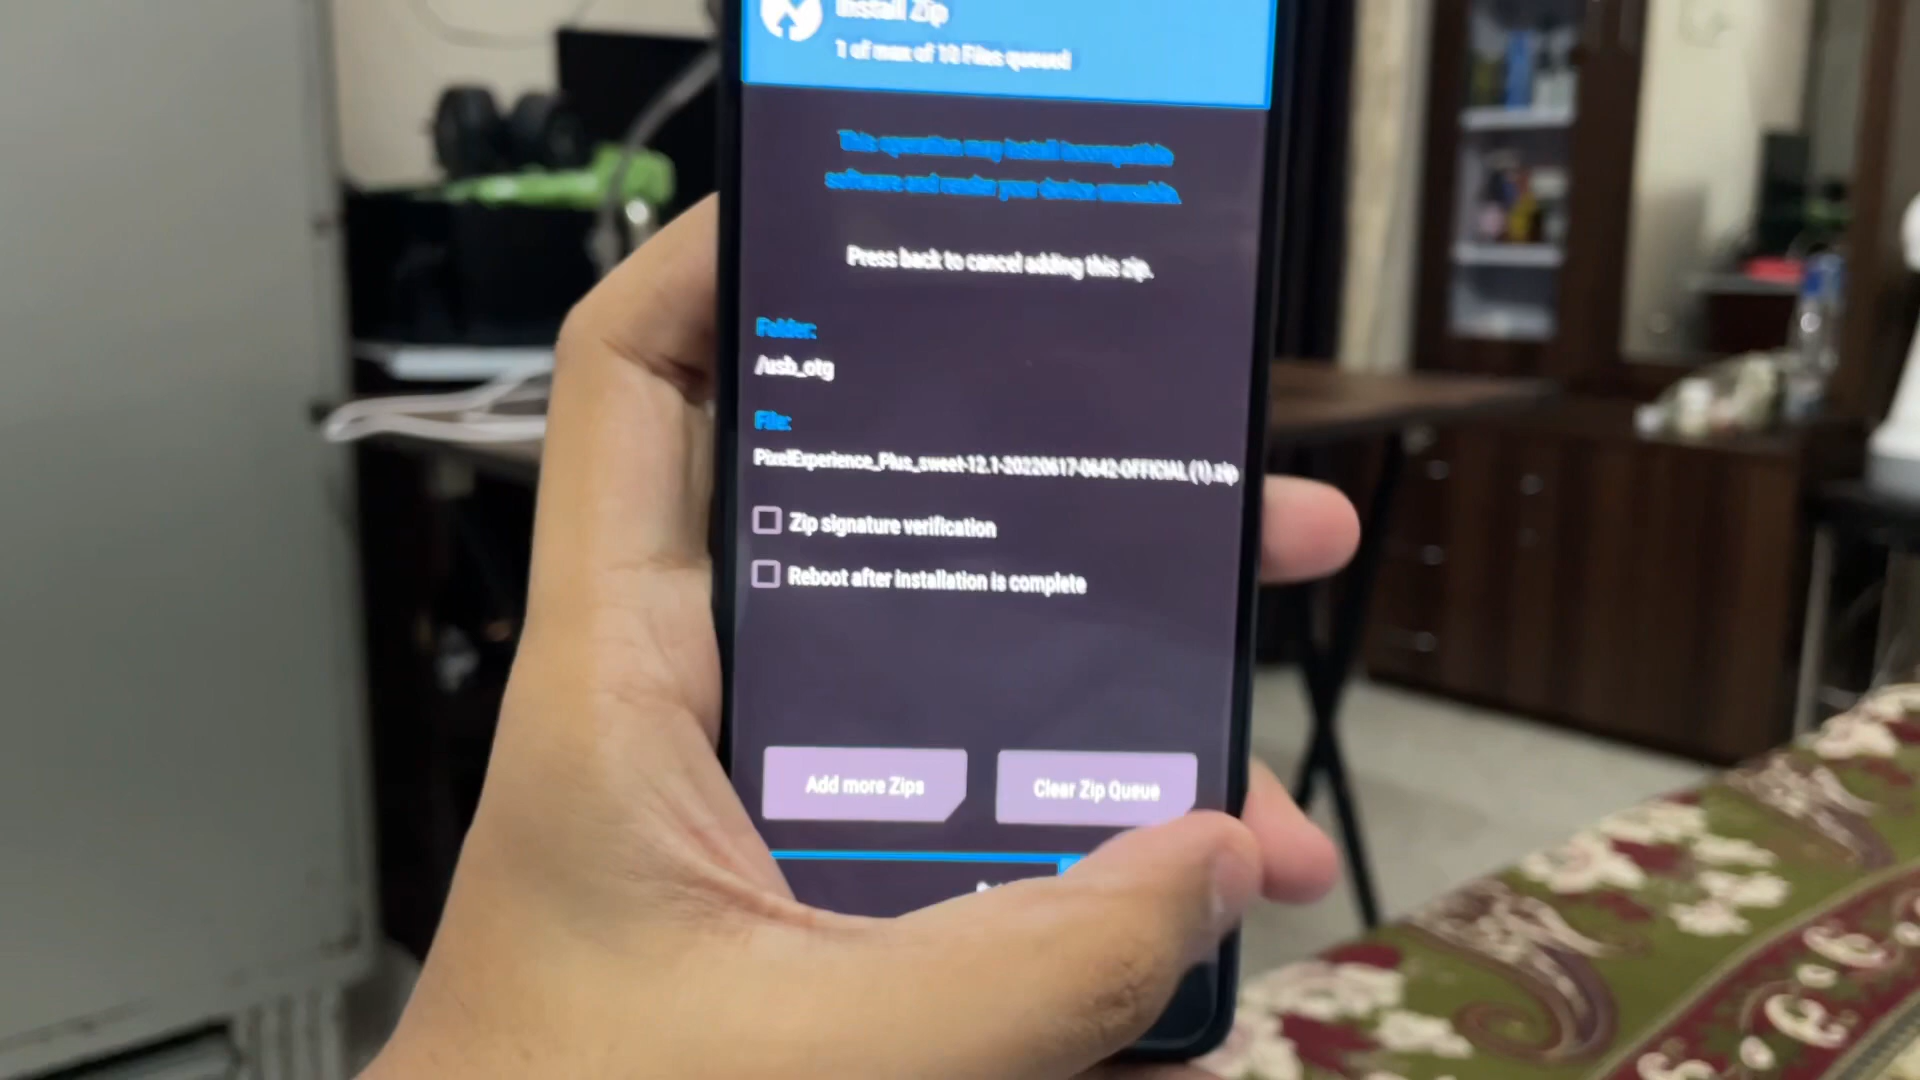 Install Zip
1 of max of 10 Files queued
This operation may install incompatible
software and render your device unusable.
Press back to cancel adding this zip.
Folder:
/usb_otg
File:
PixelExperience_Plus_sweet-12.1-20220617-0642-OFFICIAL (1).zip
Zip signature verification
Reboot after installation is complete
Add more Zips
Clear Zip Queue